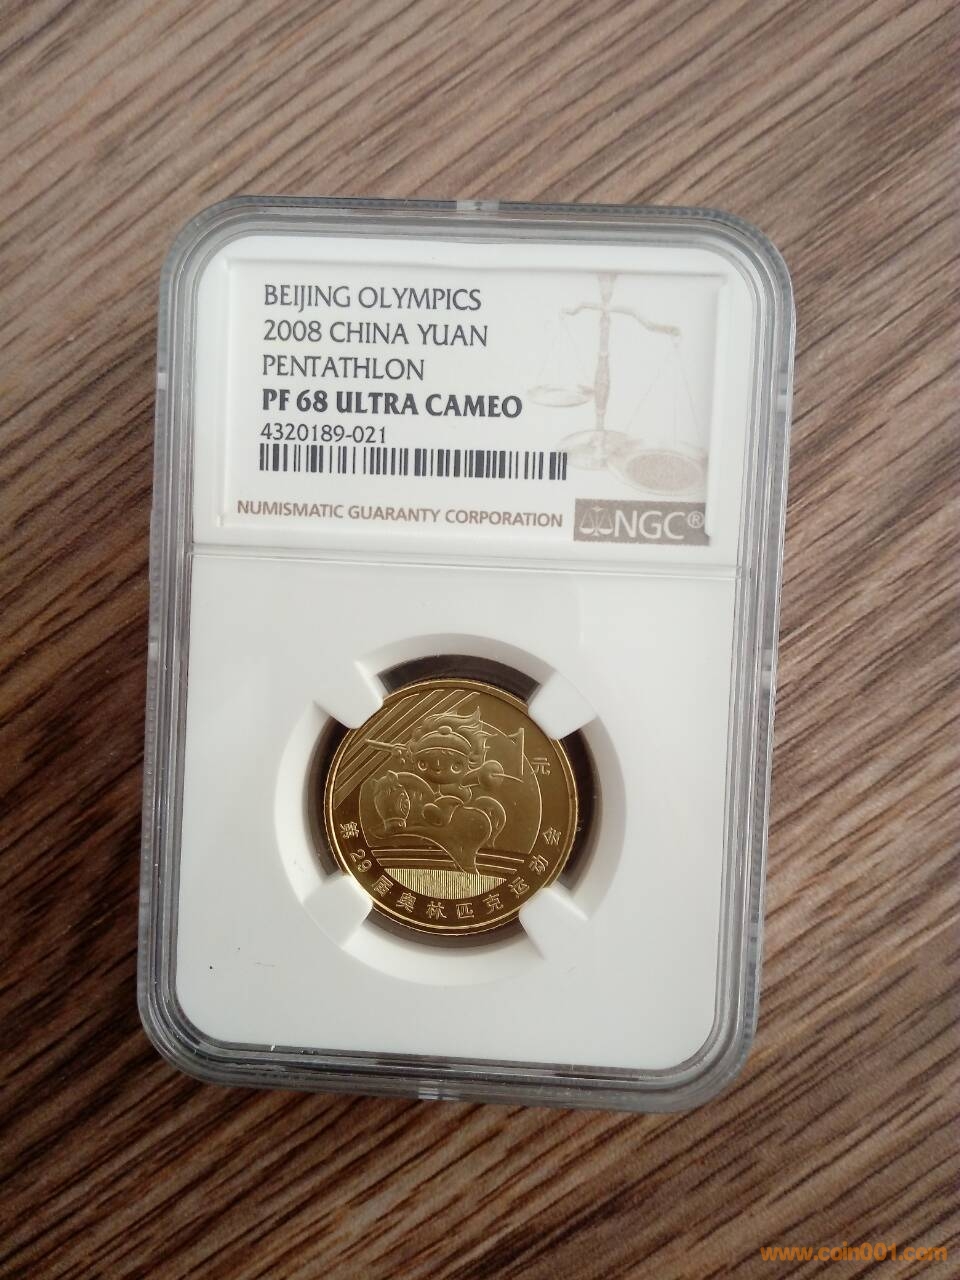 BEIJING OLYMPICS
2008 CHINA YUAN
PENTATHLON
PF 68 ULTRA CAMEO
4320189-021
NUMISMATIC GUARANTY CORPORATION
NGC®
1元
第29届奥林匹克运动会
www.coin001.com